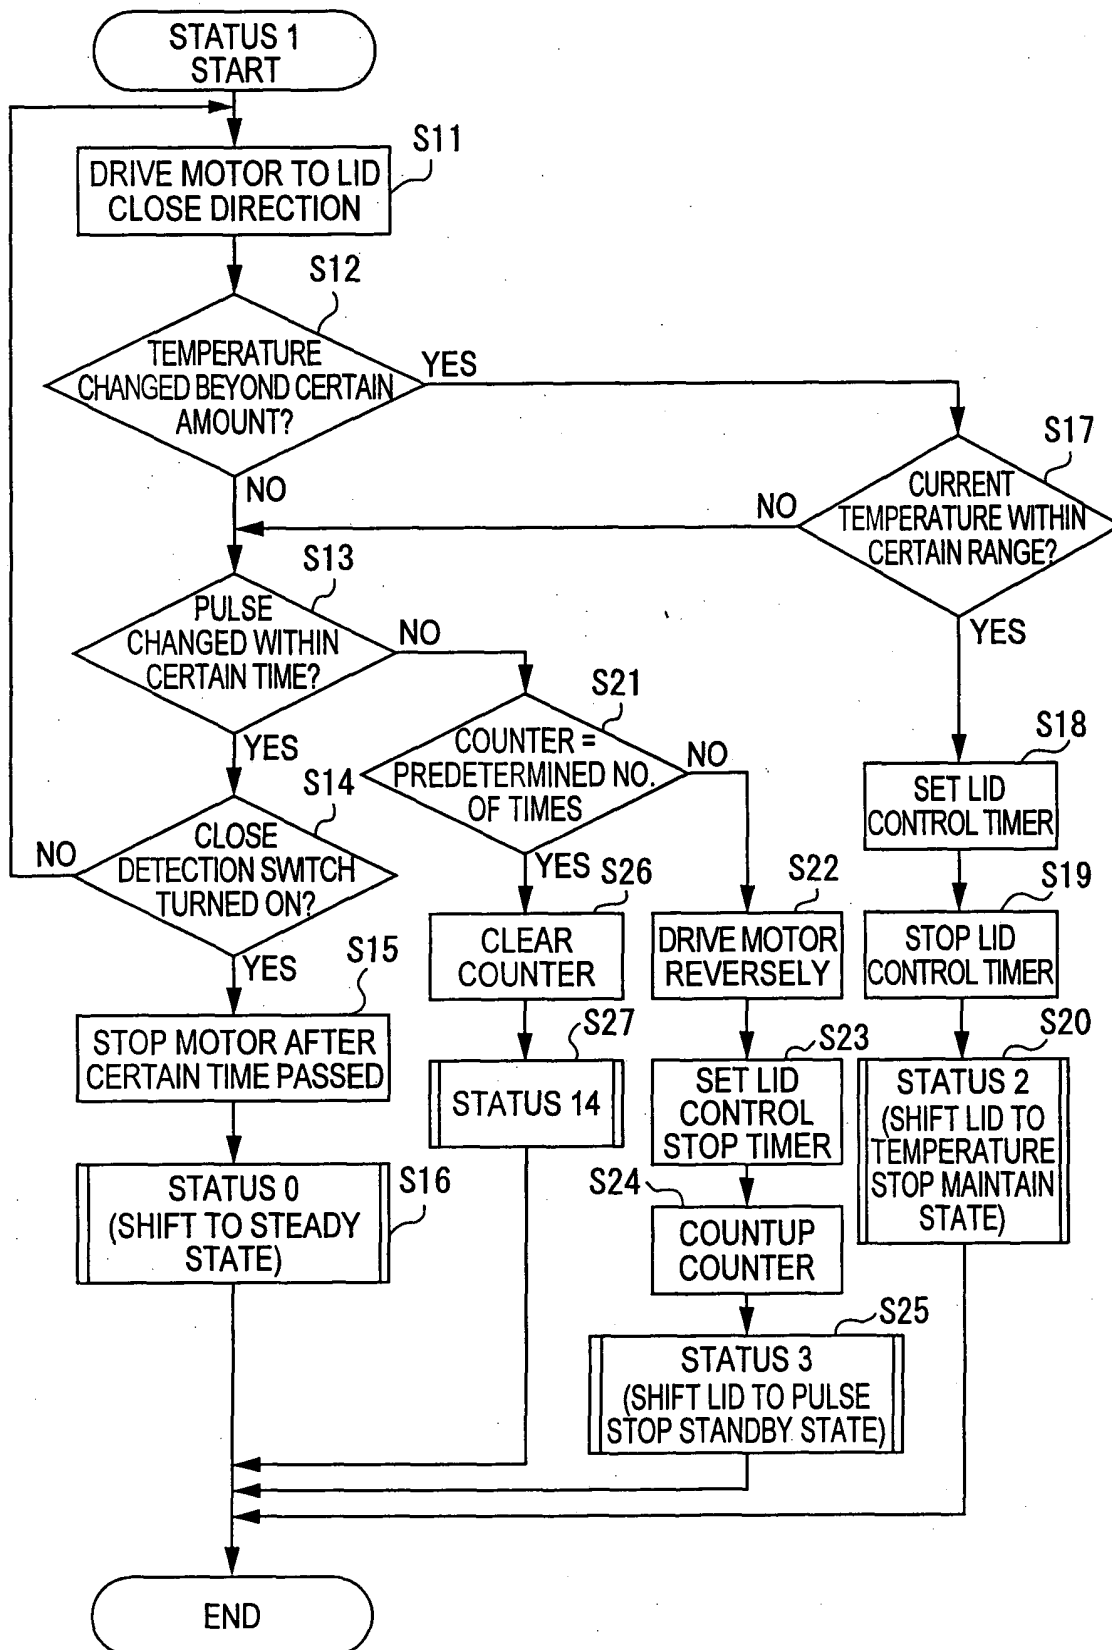 STATUS 1
START
S11
DRIVE MOTOR TO LID
CLOSE DIRECTION
S12
TEMPERATURE
CHANGED BEYOND CERTAIN
AMOUNT?
YES
NO
S17
CURRENT
TEMPERATURE WITHIN
CERTAIN RANGE?
NO
YES
S13
PULSE
CHANGED WITHIN
CERTAIN TIME?
NO
YES
S21
COUNTER =
PREDETERMINED NO.
OF TIMES
NO
YES
S14
CLOSE
DETECTION SWITCH
TURNED ON?
NO
YES
S18
SET LID
CONTROL TIMER
S19
STOP LID
CONTROL TIMER
S26
CLEAR
COUNTER
S22
DRIVE MOTOR
REVERSELY
S15
STOP MOTOR AFTER
CERTAIN TIME PASSED
S27
STATUS 14
S23
SET LID
CONTROL
STOP TIMER
S20
STATUS 2
(SHIFT LID TO
TEMPERATURE
STOP MAINTAIN
STATE)
S16
STATUS 0
(SHIFT TO STEADY
STATE)
S24
COUNTUP
COUNTER
S25
STATUS 3
(SHIFT LID TO PULSE
STOP STANDBY STATE)
END